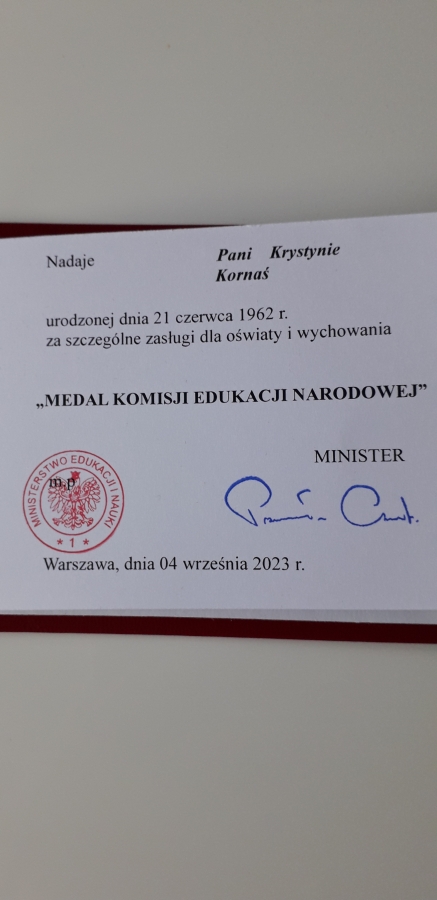 Nadaje Pani Krystynie
Kornaś
urodzonej dnia 21 czerwca 1962 r.
za szczególne zasługi dla oświaty i wychowania
„MEDAL KOMISJI EDUKACJI NARODOWEJ”
MINISTER
MINISTERSTWO EDUKACJI I NAUKI
m.p
* 1 *
Warszawa, dnia 04 września 2023 r.